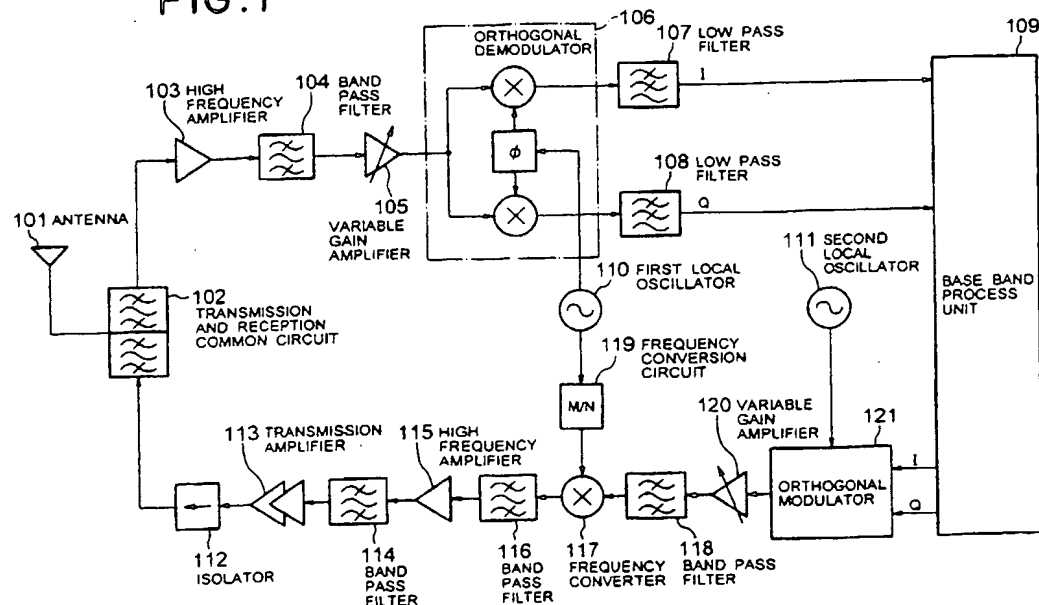 FIG.1
106
ORTHOGONAL
DEMODULATOR
107 LOW PASS
FILTER
109
103 HIGH
FREQUENCY
AMPLIFIER
104 BAND
PASS
FILTER
I
ϕ
108 LOW PASS
FILTER
Q
105
VARIABLE
GAIN
AMPLIFIER
101 ANTENNA
110 FIRST LOCAL
OSCILLATOR
111 SECOND
LOCAL
OSCILLATOR
BASE BAND
PROCESS
UNIT
102
TRANSMISSION
AND RECEPTION
COMMON CIRCUIT
119 FREQUENCY
CONVERSION
CIRCUIT
M/N
120 VARIABLE
GAIN
AMPLIFIER
121
113 TRANSMISSION
AMPLIFIER
115 HIGH
FREQUENCY
AMPLIFIER
ORTHOGONAL
MODULATOR
I
Q
112
ISOLATOR
114 BAND
PASS
FILTER
116 BAND
PASS
FILTER
117
FREQUENCY
CONVERTER
118
BAND PASS
FILTER